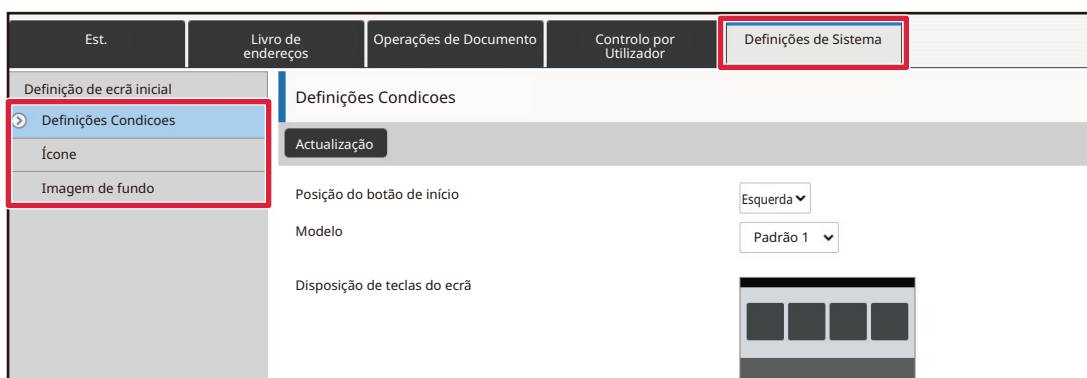 Est.
Livro de
endereços
Operações de Documento
Controlo por
Utilizador
Definições de Sistema
Definição de ecrã inicial
Definições Condicoes
Ícone
Imagem de fundo
Definições Condicoes
Actualização
Posição do botão de início
Esquerda
Modelo
Padrão 1
Disposição de teclas do ecrã